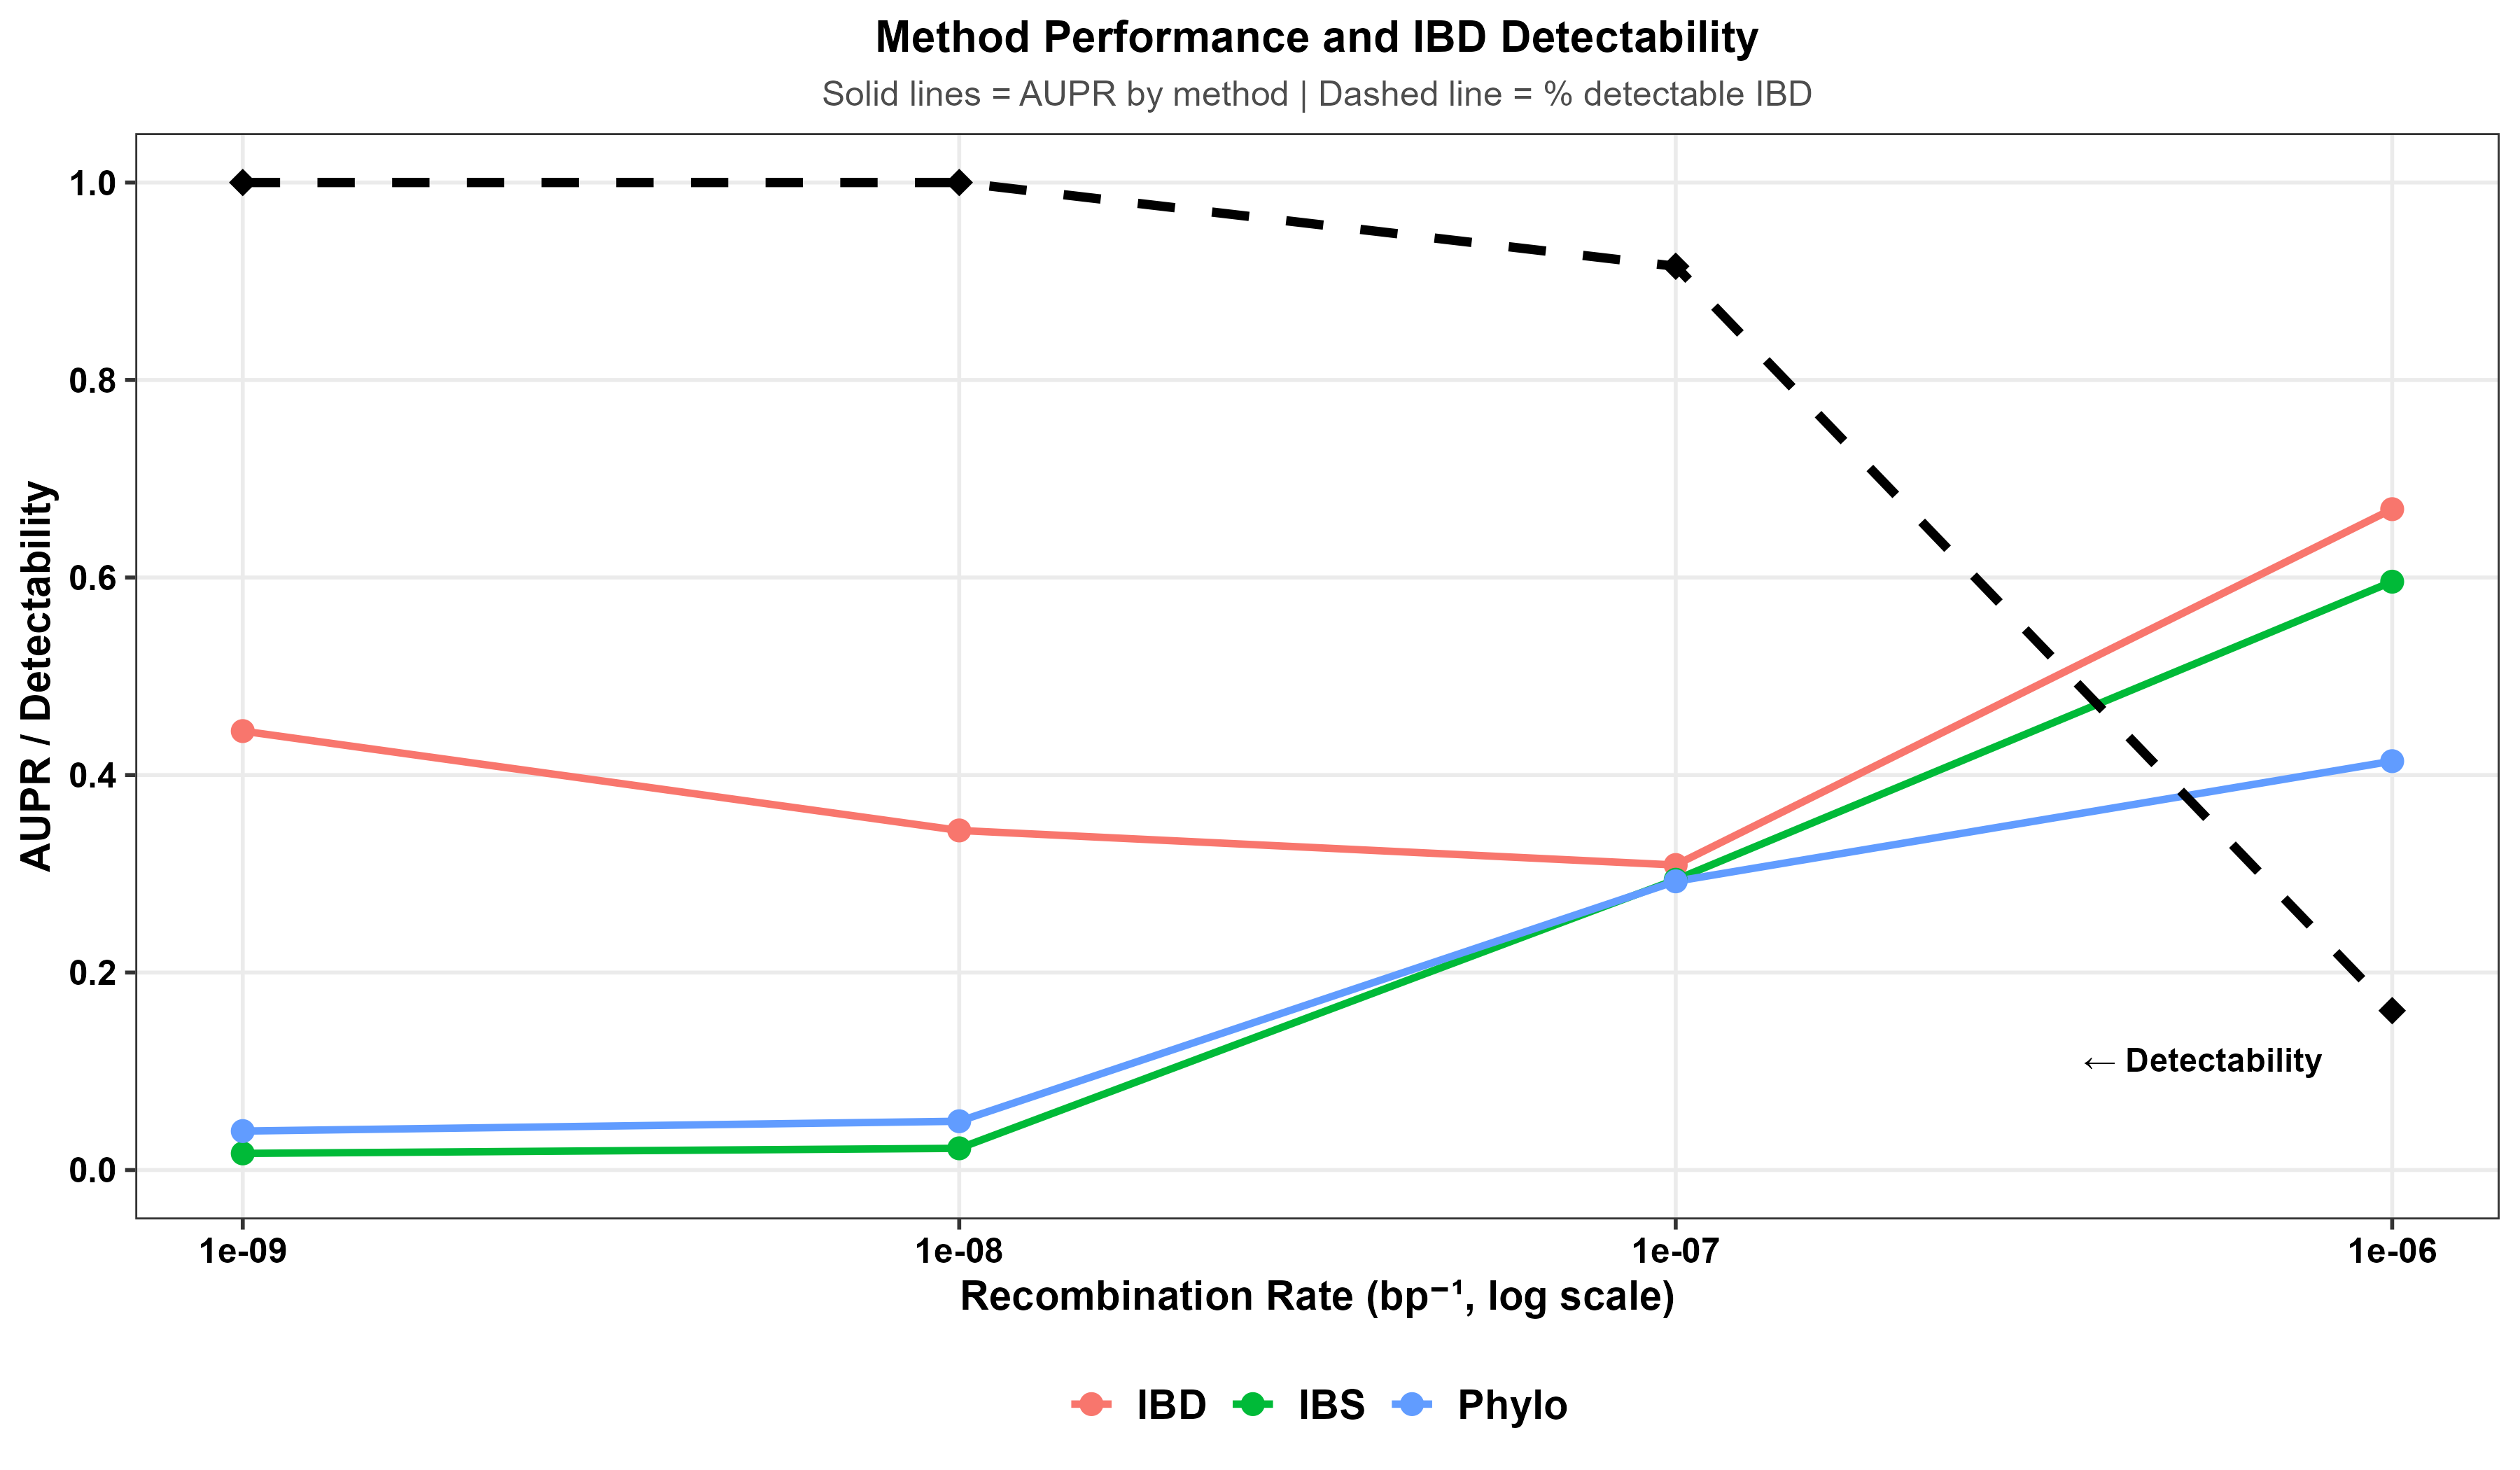 Method Performance and IBD Detectability
Solid lines = AUPR by method | Dashed line = % detectable IBD
AUPR / Detectability
1.0
0.8
0.6
0.4
0.2
0.0
← Detectability
1e-09 1e-08 1e-07 1e-06
Recombination Rate (bp⁻¹, log scale)
IBD IBS Phylo